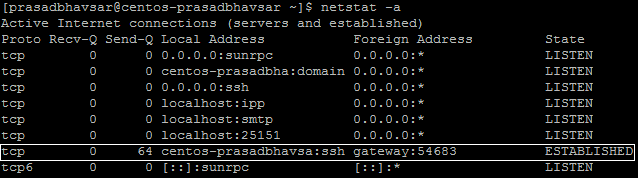 [prasadbhavsar@centos-prasadbhavsar ~]$ netstat -a
Active Internet connections (servers and established)
Proto Recv-Q Send-Q Local Address           Foreign Address         State
tcp        0      0 0.0.0.0:sunrpc          0.0.0.0:*               LISTEN
tcp        0      0 centos-prasadbha:domain 0.0.0.0:*               LISTEN
tcp        0      0 0.0.0.0:ssh             0.0.0.0:*               LISTEN
tcp        0      0 localhost:ipp           0.0.0.0:*               LISTEN
tcp        0      0 localhost:smtp          0.0.0.0:*               LISTEN
tcp        0      0 localhost:25151         0.0.0.0:*               LISTEN
tcp        0     64 centos-prasadbhavsa:ssh gateway:54683           ESTABLISHED
tcp6       0      0 [::]:sunrpc             [::]:*                  LISTEN